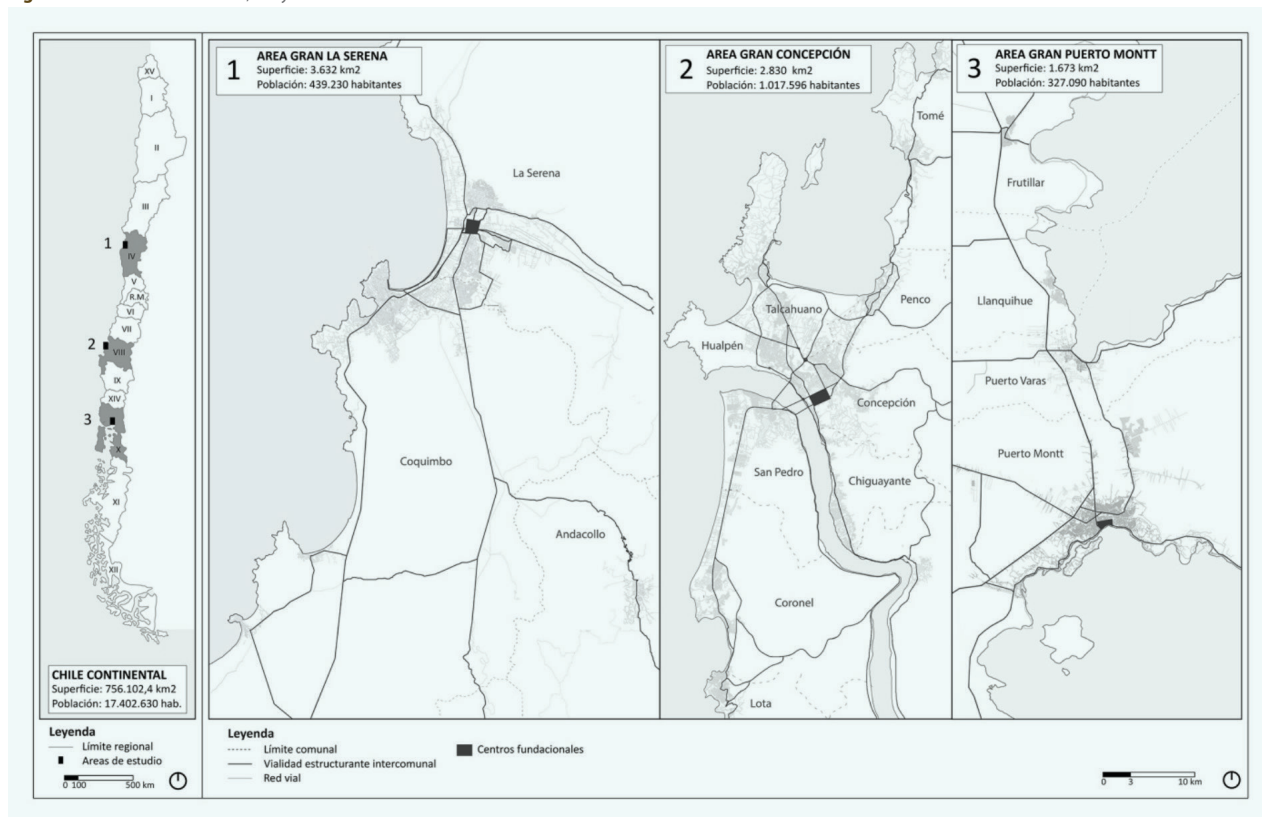 XV
I
II
III
1
IV
V
R.M
VI
VII
2
VIII
IX
XIV
3
X
XI
XII
CHILE CONTINENTAL
Superficie: 756.102,4 km2
Población: 17.402.630 hab.
Leyenda
Límite regional
Areas de estudio
0 100 500 km
1
AREA GRAN LA SERENA
Superficie: 3.632 km2
Población: 439.230 habitantes
La Serena
Coquimbo
Andacollo
2
AREA GRAN CONCEPCIÓN
Superficie: 2.830 km2
Población: 1.017.596 habitantes
Tomé
Penco
Talcahuano
Hualpén
Concepción
San Pedro
Chiguayante
Coronel
Lota
3
AREA GRAN PUERTO MONTT
Superficie: 1.673 km2
Población: 327.090 habitantes
Frutillar
Llanquihue
Puerto Varas
Puerto Montt
Leyenda
Límite comunal
Vialidad estructurante intercomunal
Red vial
Centros fundacionales
0 3 10 km